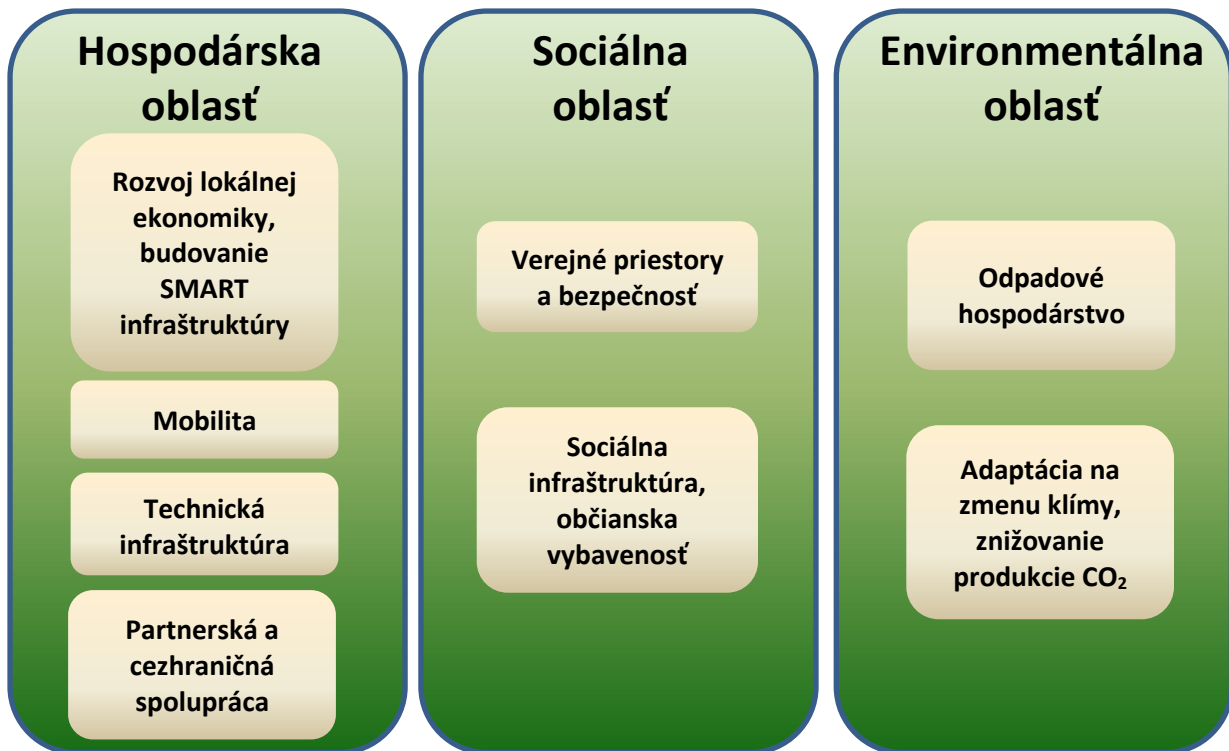 Hospodárska
oblasť
Rozvoj lokálnej
ekonomiky,
budovanie
SMART
infraštruktúry
Mobilita
Technická
infraštruktúra
Partnerská a
cezhraničná
spolupráca
Sociálna
oblasť
Verejné priestory
a bezpečnosť
Sociálna
infraštruktúra,
občianska
vybavenosť
Environmentálna
oblasť
Odpadové
hospodárstvo
Adaptácia na
zmenu klímy,
znižovanie
produkcie CO₂